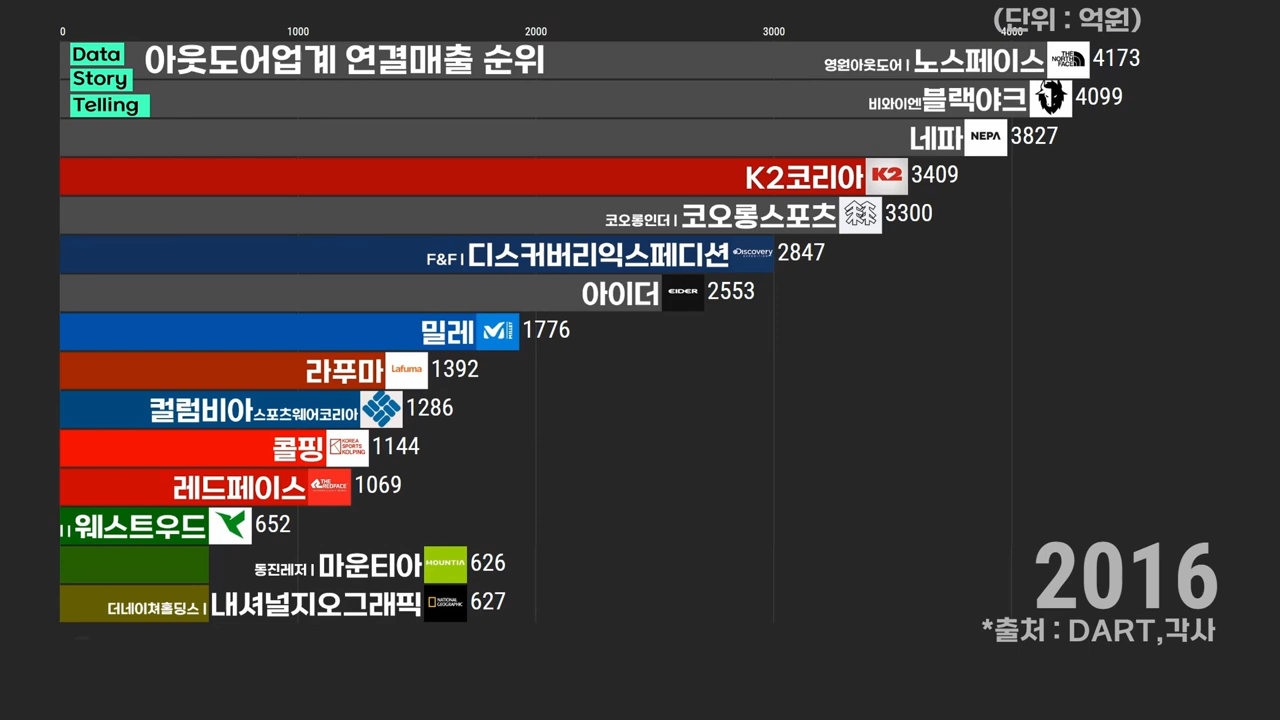 (단위 : 억원)
0 1000 2000 3000 4000
Data
Story
Telling
아웃도어업계 연결매출 순위
영원아웃도어 | 노스페이스 THE NORTH FACE 4173
비와이엔블랙야크 4099
네파 NEPA 3827
K2코리아 K2 3409
코오롱인더 | 코오롱스포츠 3300
F&F | 디스커버리익스페디션 Discovery EXPEDITION 2847
아이더 EIDER 2553
밀레 MILLET 1776
라푸마 Lafuma 1392
컬럼비아스포츠웨어코리아 1286
콜핑 KOREA SPORTS KOLPING 1144
레드페이스 THE REDFACE 1069
웨스트우드 652
동진레저 | 마운티아 MOUNTIA 626
더네이쳐홀딩스 | 내셔널지오그래픽 NATIONAL GEOGRAPHIC 627
2016
*출처 : DART,각사